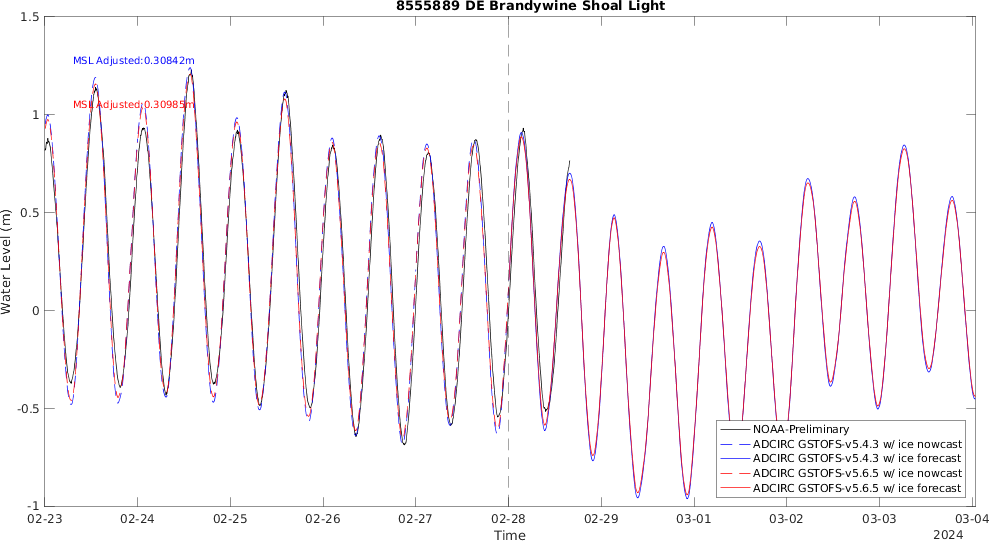 8555889 DE Brandywine Shoal Light
1.5
1
0.5
0
-0.5
-1
Water Level (m)
MSL Adjusted:0.30842m
MSL Adjusted:0.30985m
NOAA-Preliminary
ADCIRC GSTOFS-v5.4.3 w/ ice nowcast
ADCIRC GSTOFS-v5.4.3 w/ ice forecast
ADCIRC GSTOFS-v5.6.5 w/ ice nowcast
ADCIRC GSTOFS-v5.6.5 w/ ice forecast
02-23 02-24 02-25 02-26 02-27 02-28 02-29 03-01 03-02 03-03 03-04
Time
2024